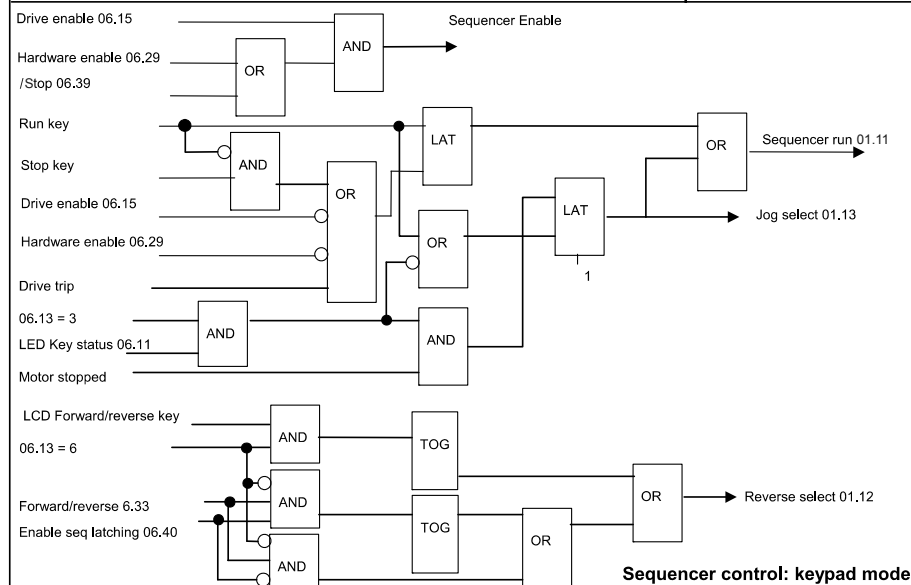 Drive enable 06.15
Sequencer Enable
AND
Hardware enable 06.29
OR
/Stop 06.39
Run key
LAT
OR
Sequencer run 01.11
Stop key
AND
OR
LAT
Drive enable 06.15
Jog select 01.13
Hardware enable 06.29
OR
1
Drive trip
06.13 = 3
AND
AND
LED Key status 06.11
Motor stopped
LCD Forward/reverse key
AND
TOG
06.13 = 6
AND
OR
Reverse select 01.12
Forward/reverse 6.33
TOG
Enable seq latching 06.40
OR
AND
Sequencer control: keypad mode